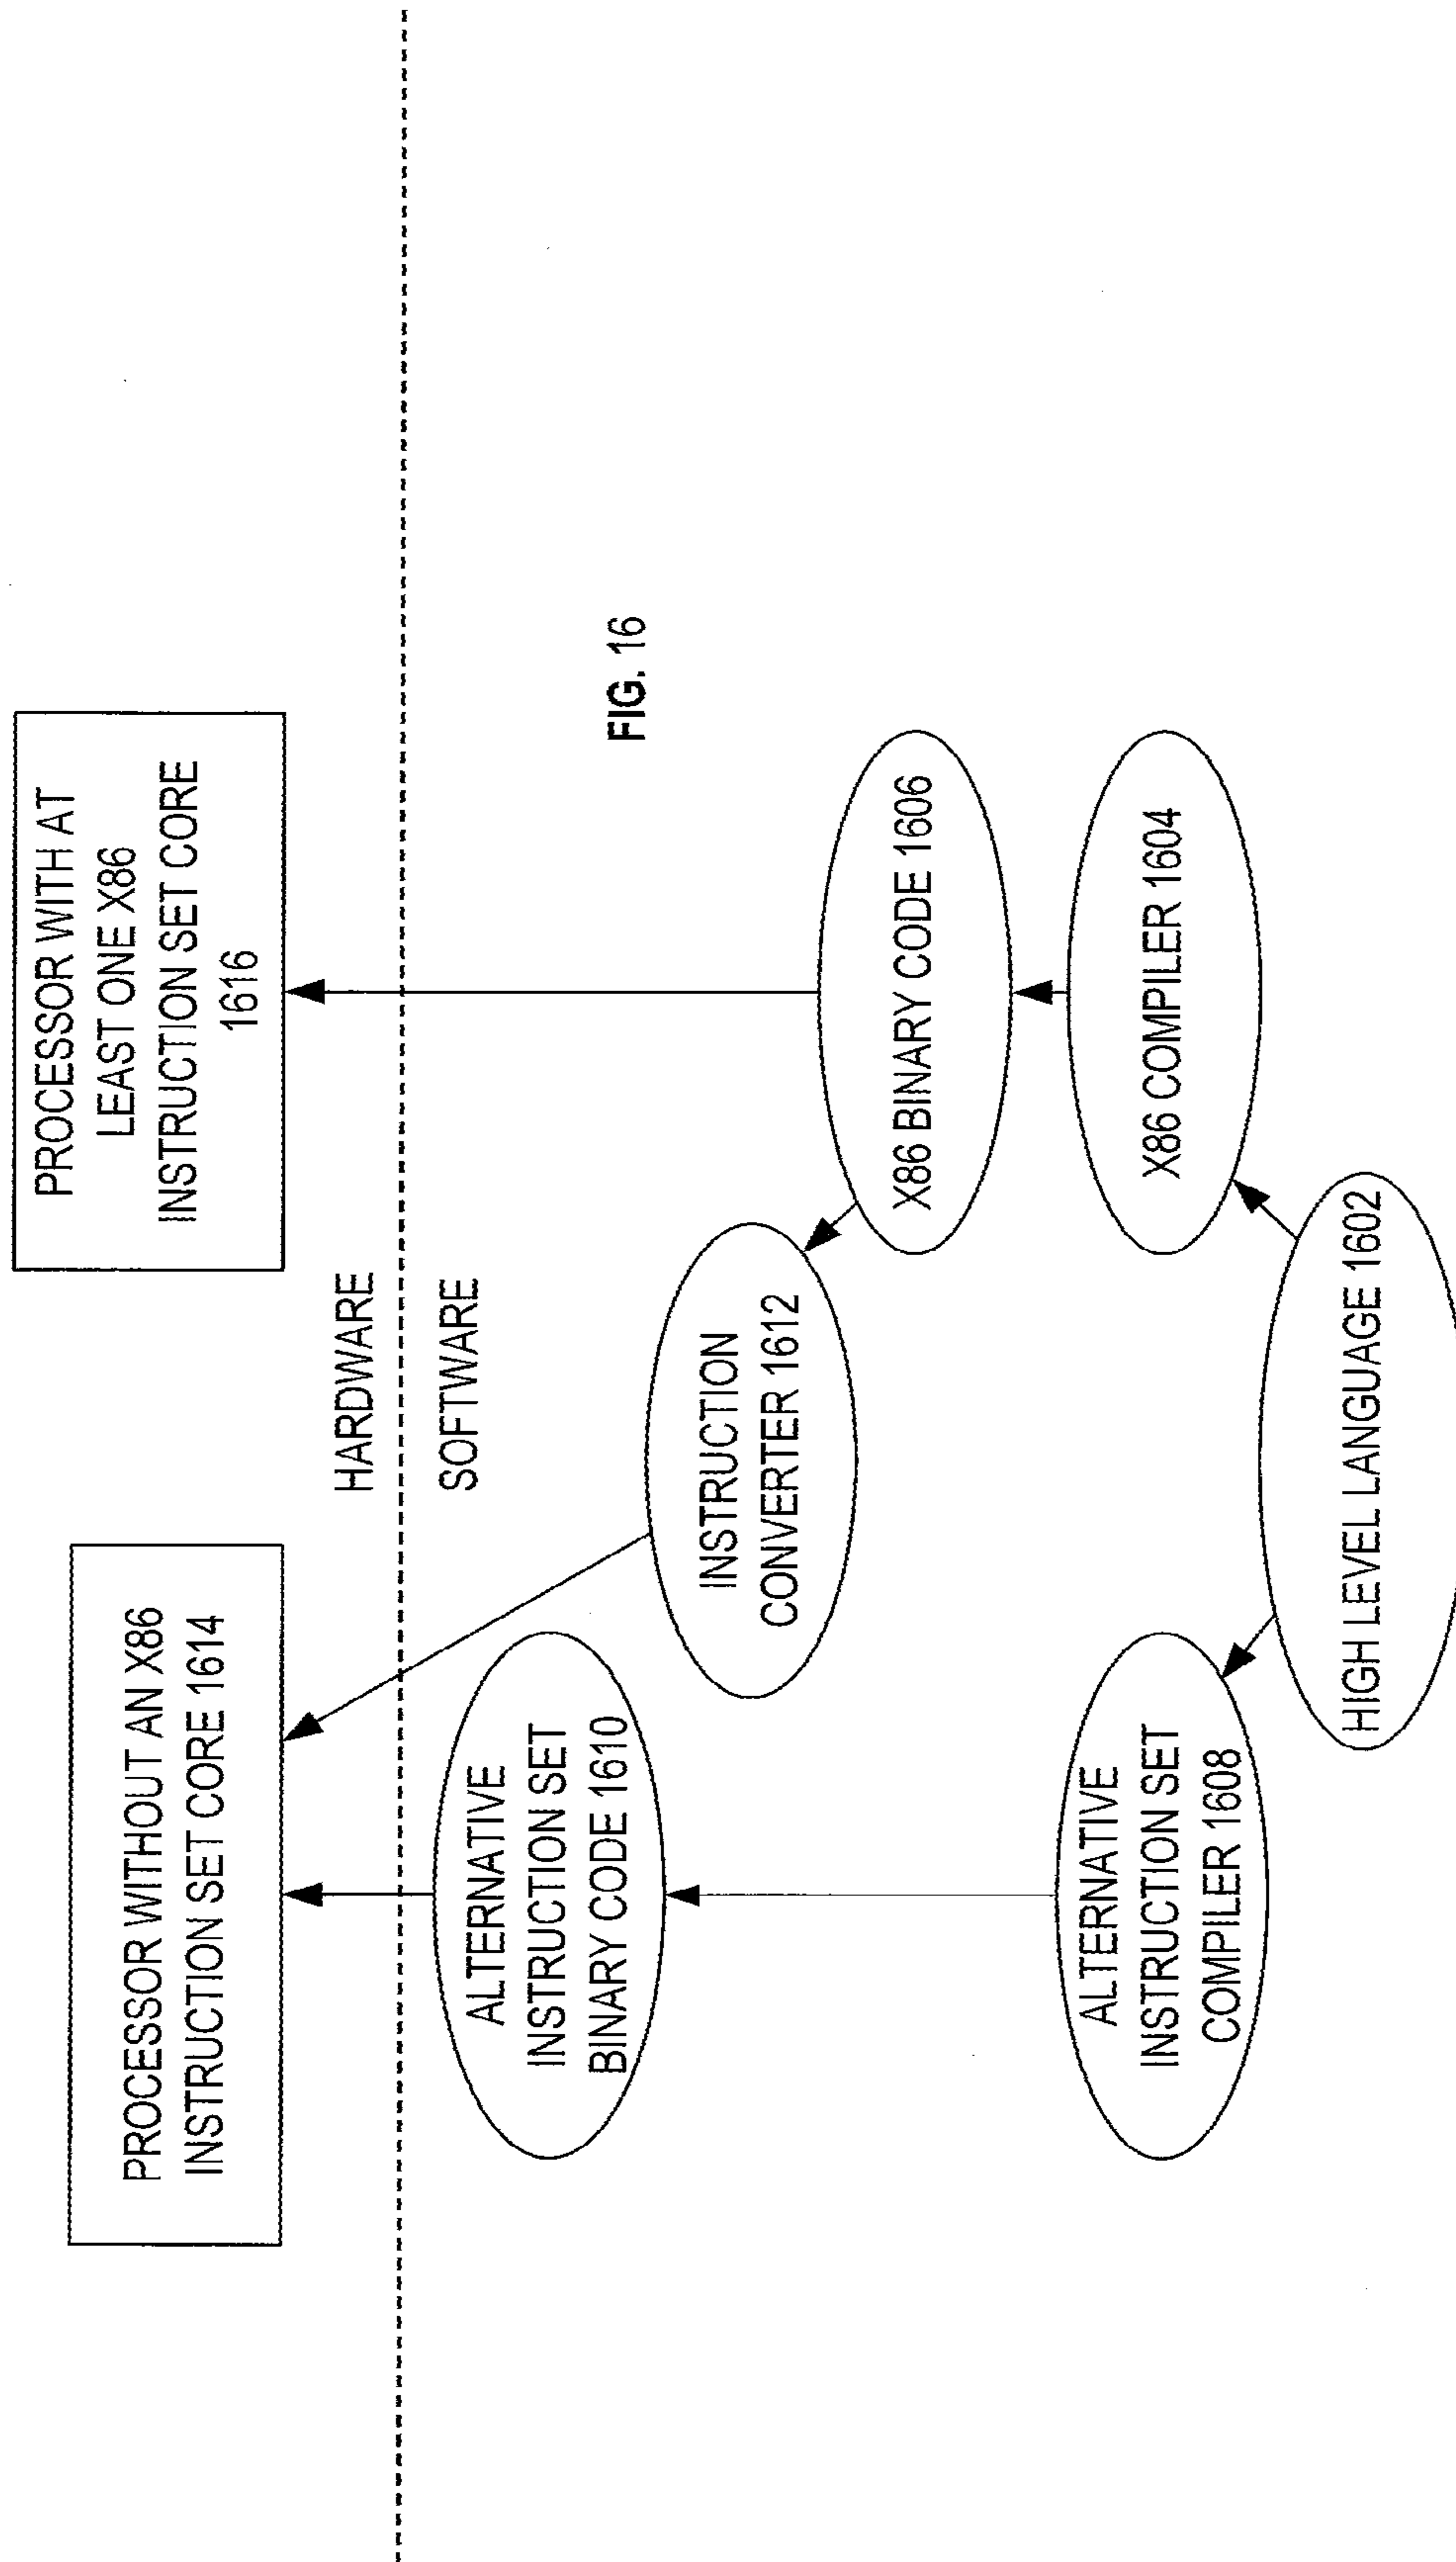 PROCESSOR WITHOUT AN X86
INSTRUCTION SET CORE 1614
PROCESSOR WITH AT
LEAST ONE X86
INSTRUCTION SET CORE
1616
HARDWARE
SOFTWARE
ALTERNATIVE
INSTRUCTION SET
BINARY CODE 1610
INSTRUCTION
CONVERTER 1612
FIG. 16
X86 BINARY CODE 1606
ALTERNATIVE
INSTRUCTION SET
COMPILER 1608
X86 COMPILER 1604
HIGH LEVEL LANGUAGE 1602